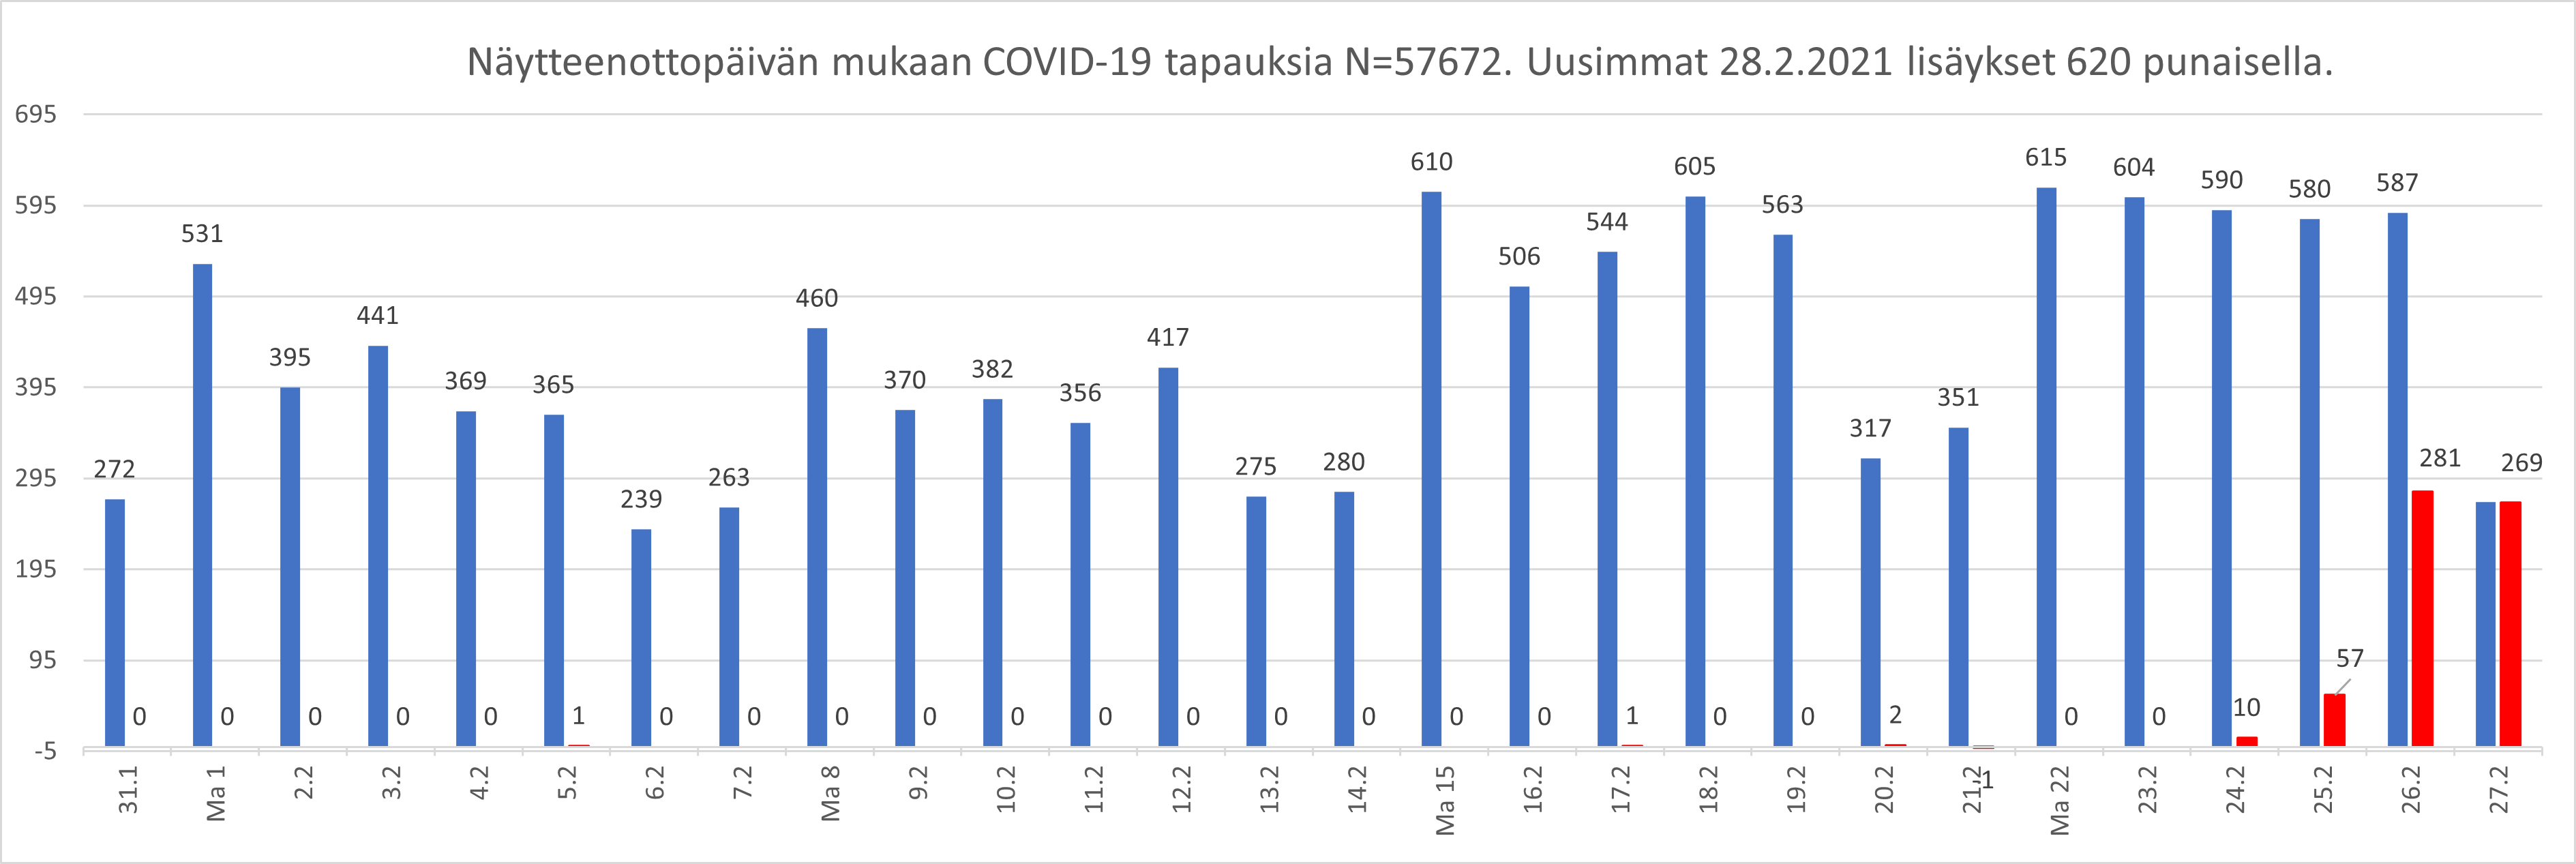 Näytteenottopäivän mukaan COVID-19 tapauksia N=57672. Uusimmat 28.2.2021 lisäykset 620 punaisella.
695
595
495
395
295
195
95
-5
272 531 395 441 369 365 239 263 460 370 382 356 417 275 280 610 506 544 605 563 317 351 615 604 590 580 587
0 0 0 0 0 1 0 0 0 0 0 0 0 0 0 0 0 1 0 0 2 -1 0 0 10 57 281 269
31.1 Ma 1 2.2 3.2 4.2 5.2 6.2 7.2 Ma 8 9.2 10.2 11.2 12.2 13.2 14.2 Ma 15 16.2 17.2 18.2 19.2 20.2 21.2 Ma 22 23.2 24.2 25.2 26.2 27.2